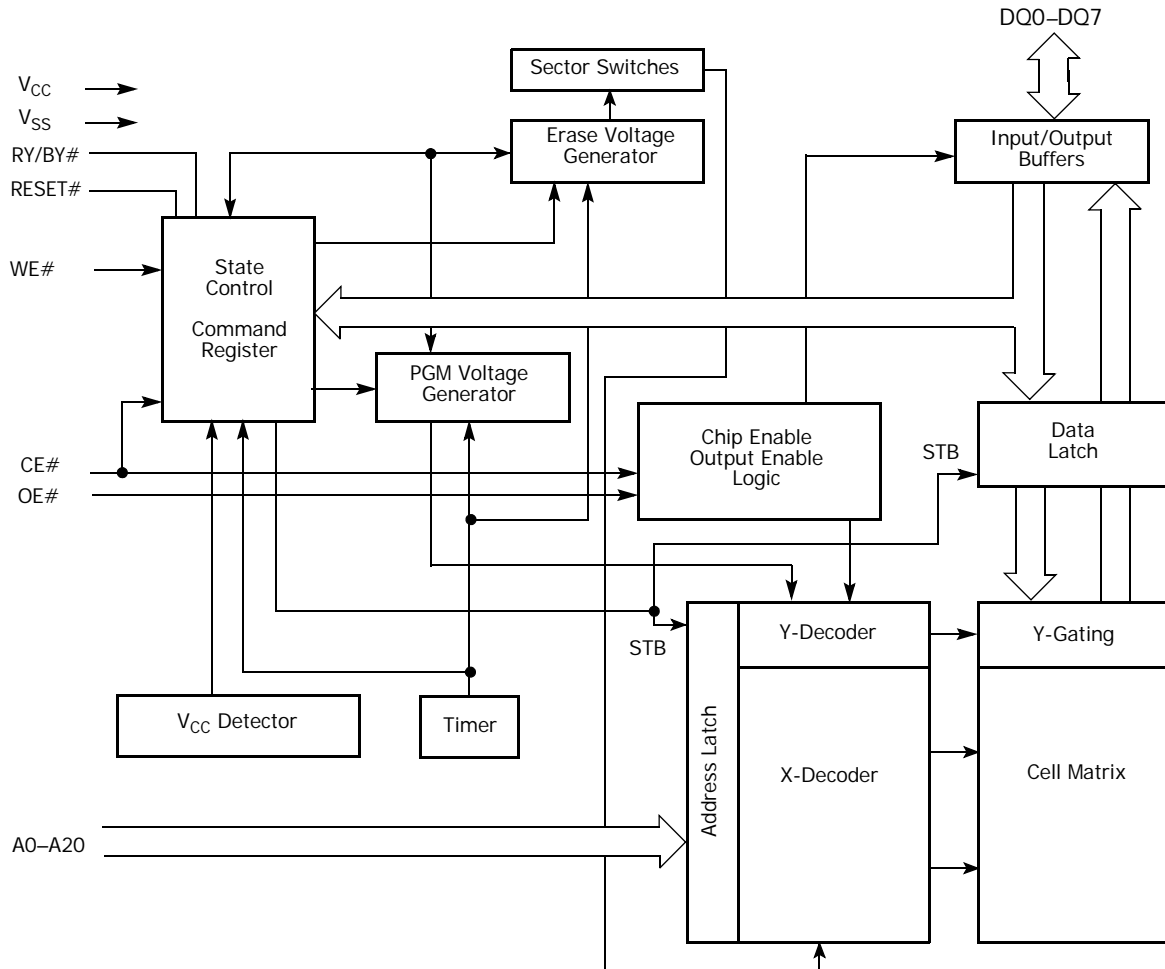 DQ0–DQ7
Sector Switches
VCC
VSS
RY/BY#
RESET#
Erase Voltage
Generator
Input/Output
Buffers
WE#
State
Control
Command
Register
PGM Voltage
Generator
Chip Enable
Output Enable
Logic
STB
Data
Latch
CE#
OE#
STB
Y-Decoder
Y-Gating
VCC Detector
Timer
Address Latch
X-Decoder
Cell Matrix
A0–A20